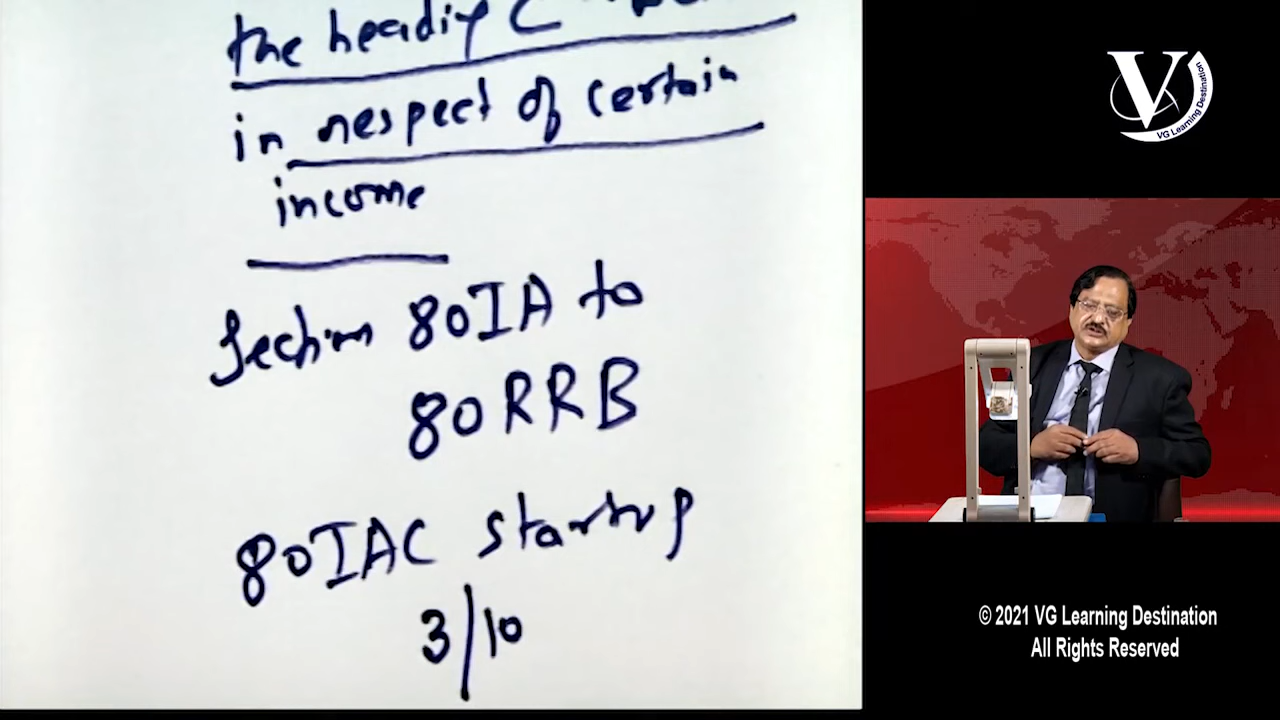 the heading C
in respect of certain
income
Section 80IA to
80RRB
80IAC startup
3/10
V
VG Learning Destination
© 2021 VG Learning Destination
All Rights Reserved